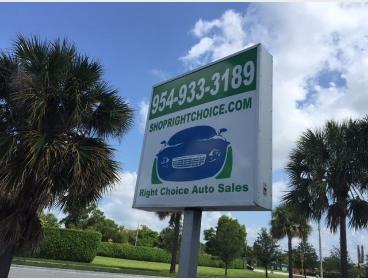 954-933-3189
SHOPRIGHTCHOICE.COM
Right Choice Auto Sales